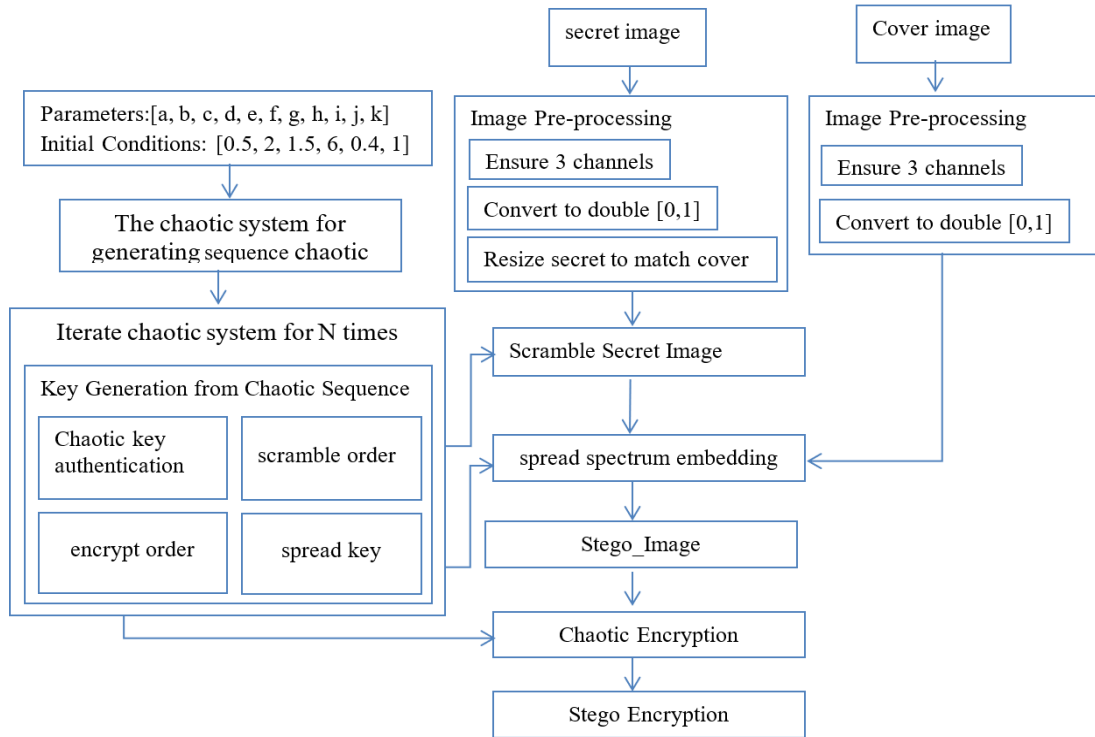 secret image
Cover image
Parameters:[a, b, c, d, e, f, g, h, i, j, k]
Initial Conditions: [0.5, 2, 1.5, 6, 0.4, 1]
The chaotic system for
generating sequence chaotic
Iterate chaotic system for N times
Key Generation from Chaotic Sequence
Chaotic key
authentication
scramble order
encrypt order
spread key
Image Pre-processing
Ensure 3 channels
Convert to double [0,1]
Resize secret to match cover
Image Pre-processing
Ensure 3 channels
Convert to double [0,1]
Scramble Secret Image
spread spectrum embedding
Stego_Image
Chaotic Encryption
Stego Encryption